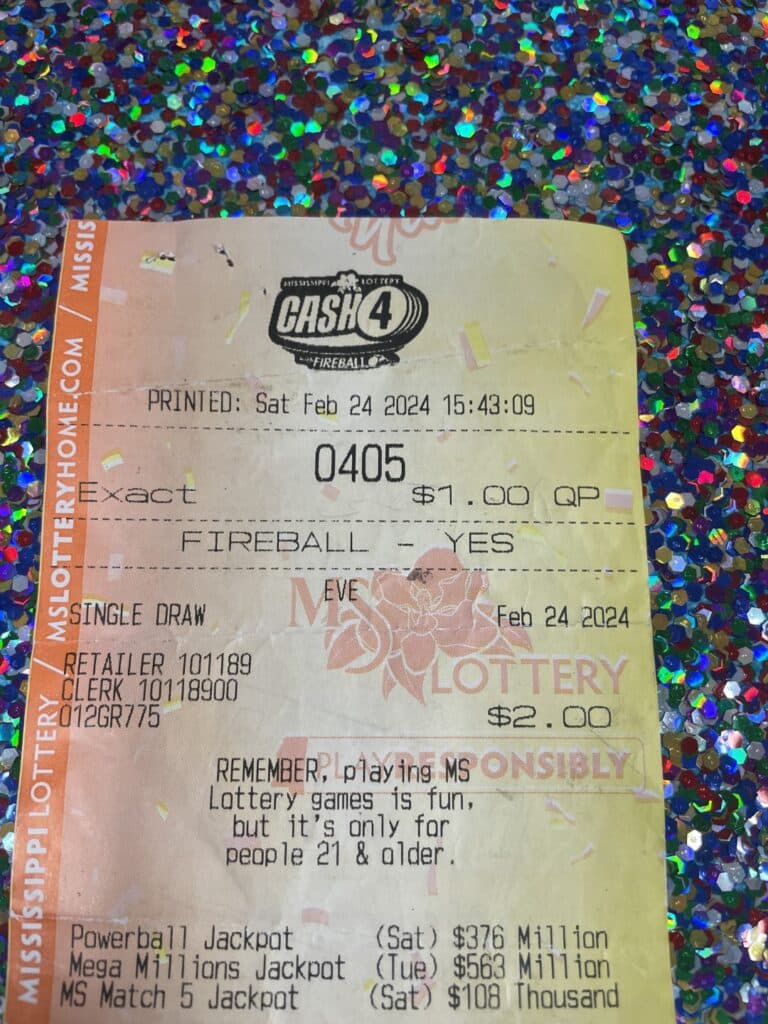 MISSISSIPPI LOTTERY / MSLOTTERYHOME.COM / MISSIS
MISSISSIPPI LOTTERY
CASH 4
FIREBALL
PRINTED: Sat Feb 24 2024 15:43:09
0405
Exact $1.00 QP
FIREBALL - YES
EVE
SINGLE DRAW Feb 24 2024
MS LOTTERY
RETAILER 101189
CLERK 10118900
012GR775 $2.00
PLAY RESPONSIBLY
REMEMBER, playing MS
Lottery games is fun,
but it's only for
people 21 & older.
Powerball Jackpot (Sat) $376 Million
Mega Millions Jackpot (Tue) $563 Million
MS Match 5 Jackpot (Sat) $108 Thousand